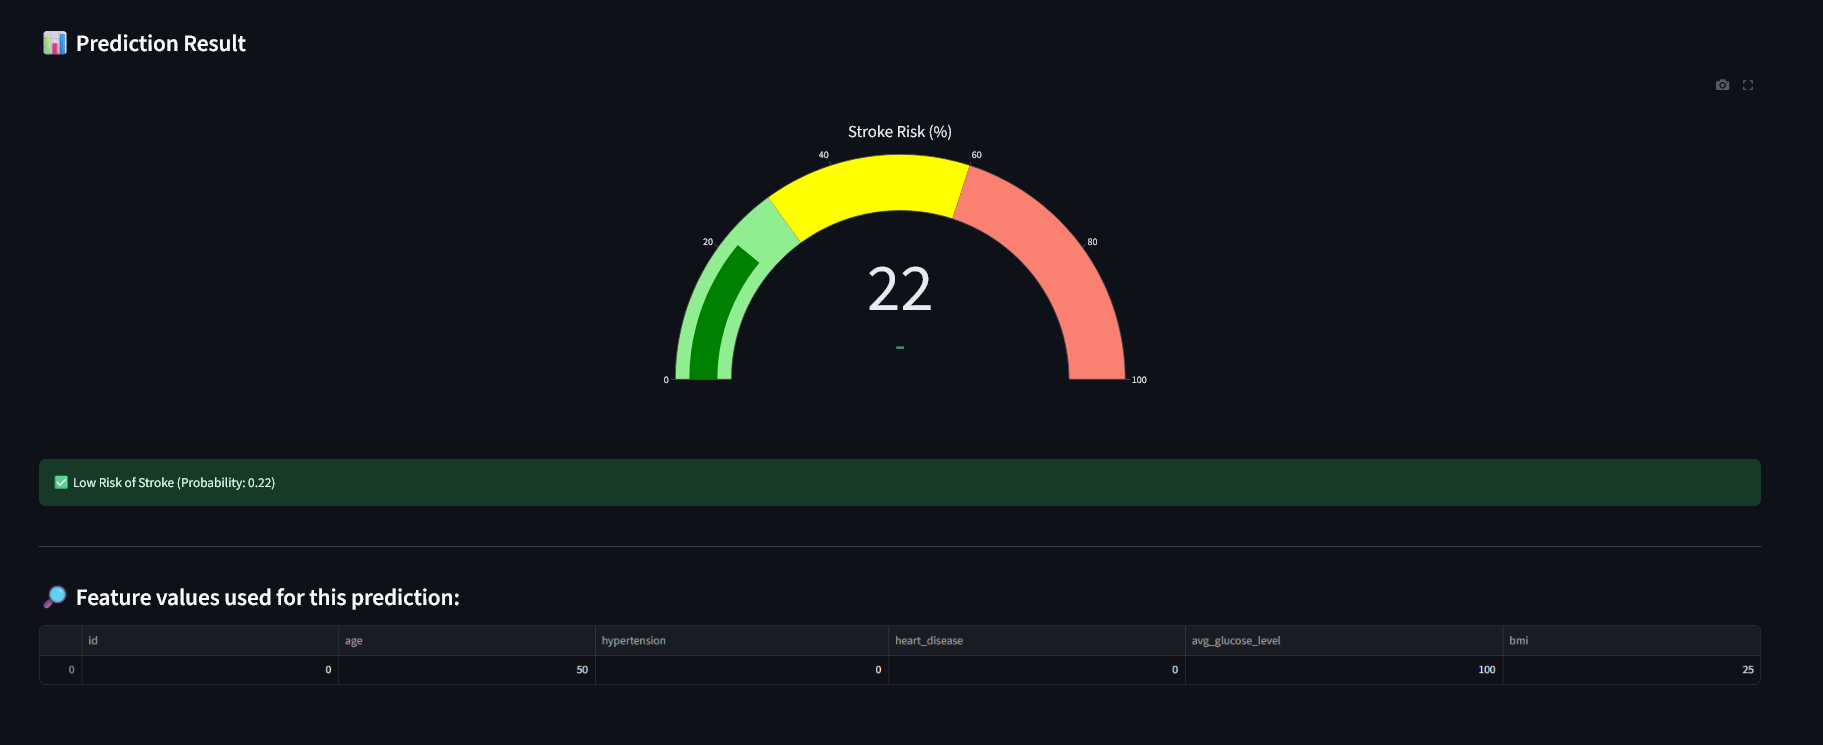 Prediction Result
Stroke Risk (%)
40 60
20 80
22
-
0 100
Low Risk of Stroke (Probability: 0.22)
Feature values used for this prediction:
id age hypertension heart_disease avg_glucose_level bmi
0 0 50 0 0 100 25